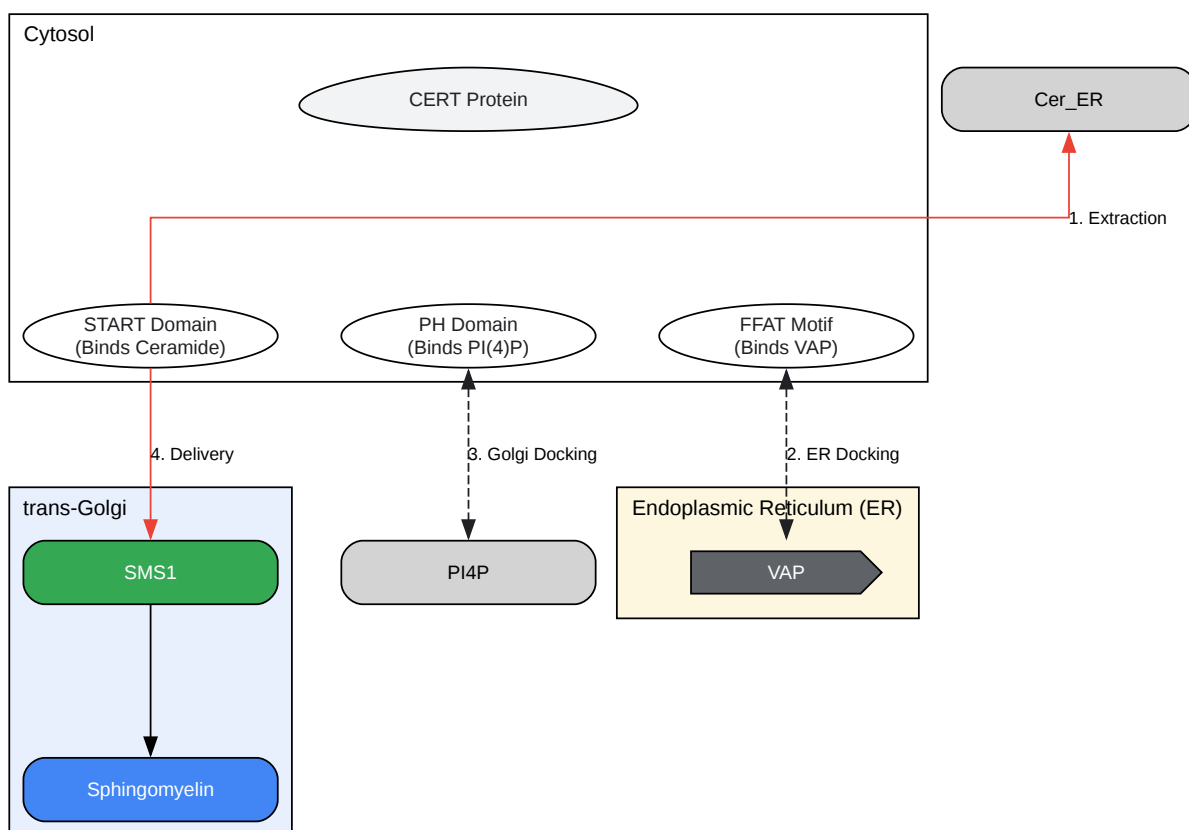 Cytosol
CERT Protein
Cer_ER
1. Extraction
START Domain
(Binds Ceramide)
PH Domain
(Binds PI(4)P)
FFAT Motif
(Binds VAP)
4. Delivery
3. Golgi Docking
2. ER Docking
trans-Golgi
Endoplasmic Reticulum (ER)
SMS1
PI4P
VAP
Sphingomyelin